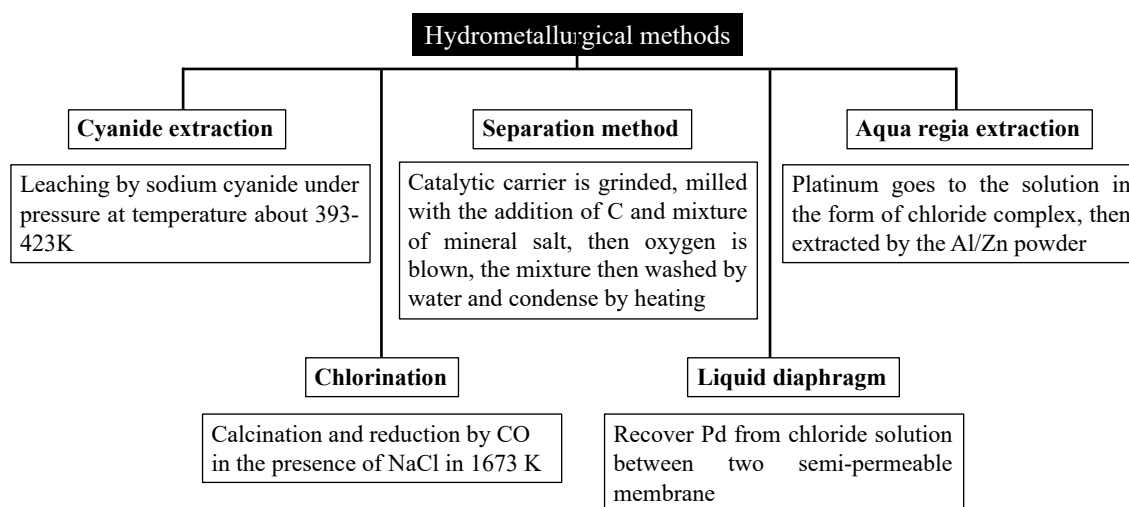 Hydrometallurgical methods
Cyanide extraction
Leaching by sodium cyanide under
pressure at temperature about 393-
423K
Separation method
Catalytic carrier is grinded, milled
with the addition of C and mixture
of mineral salt, then oxygen is
blown, the mixture then washed by
water and condense by heating
Aqua regia extraction
Platinum goes to the solution in
the form of chloride complex, then
extracted by the Al/Zn powder
Chlorination
Calcination and reduction by CO
in the presence of NaCl in 1673 K
Liquid diaphragm
Recover Pd from chloride solution
between two semi-permeable
membrane